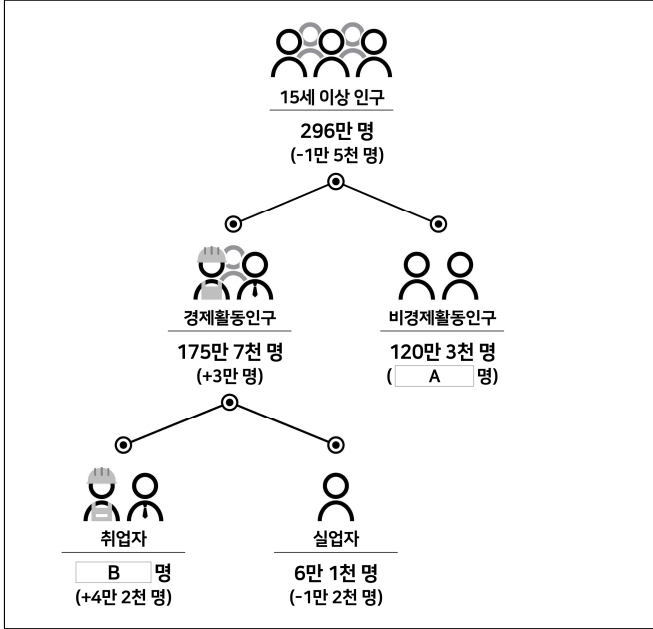 15세 이상 인구
296만 명
(-1만 5천 명)
경제활동인구
175만 7천 명
(+3만 명)
비경제활동인구
120만 3천 명
( A 명)
취업자
B 명
(+4만 2천 명)
실업자
6만 1천 명
(-1만 2천 명)